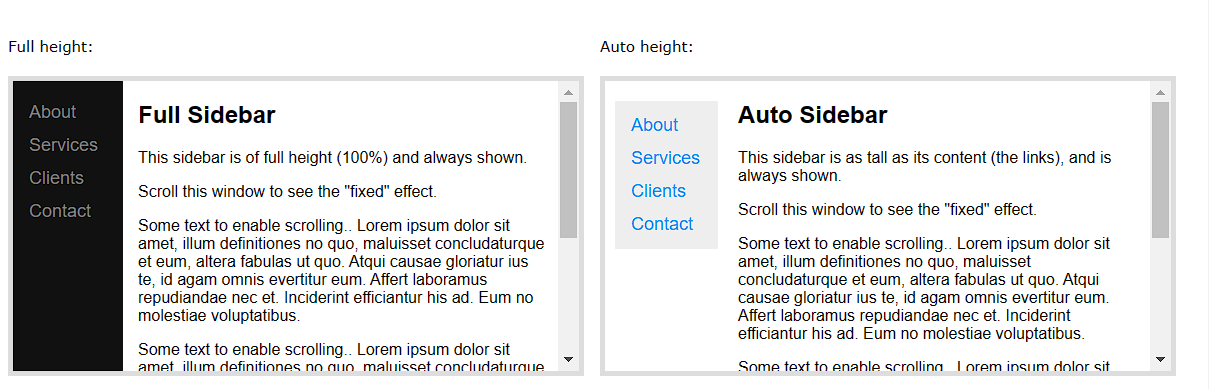 Full height:
About
Services
Clients
Contact
Full Sidebar
This sidebar is of full height (100%) and always shown.
Scroll this window to see the "fixed" effect.
Some text to enable scrolling.. Lorem ipsum dolor sit
amet, illum definitiones no quo, maluisset concludaturque
et eum, altera fabulas ut quo. Atqui causae gloriatur ius
te, id agam omnis evertitur eum. Affert laboramus
repudiandae nec et. Inciderint efficiantur his ad. Eum no
molestiae voluptatibus.
Some text to enable scrolling.. Lorem ipsum dolor sit
amet, illum definitiones no quo, maluisset concludaturque
Auto height:
About
Services
Clients
Contact
Auto Sidebar
This sidebar is as tall as its content (the links), and is
always shown.
Scroll this window to see the "fixed" effect.
Some text to enable scrolling.. Lorem ipsum dolor sit
amet, illum definitiones no quo, maluisset
concludaturque et eum, altera fabulas ut quo. Atqui
causae gloriatur ius te, id agam omnis evertitur eum.
Affert laboramus repudiandae nec et. Inciderint
efficiantur his ad. Eum no molestiae voluptatibus.
Some text to enable scrolling.. Lorem ipsum dolor sit